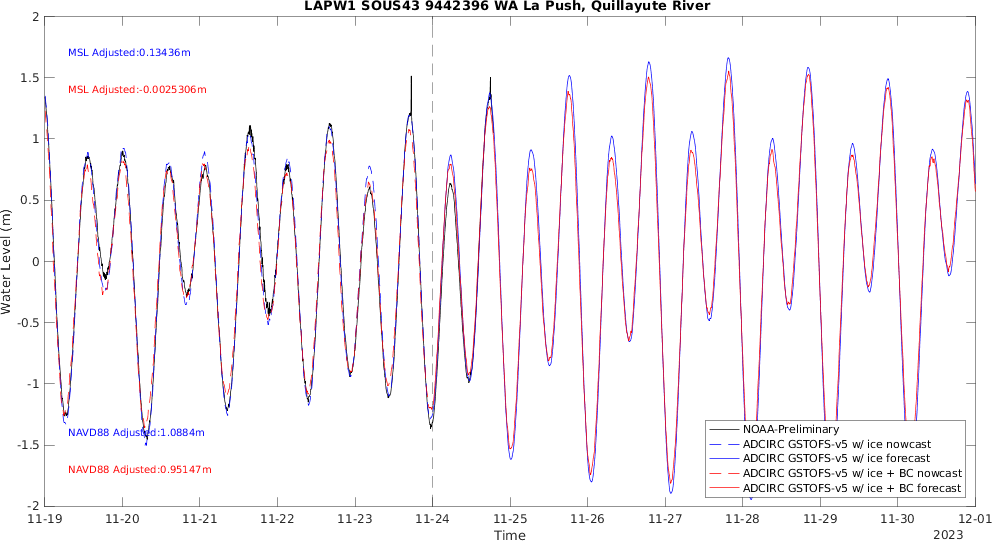 LAPW1 SOUS43 9442396 WA La Push, Quillayute River
2
1.5
1
0.5
0
-0.5
-1
-1.5
-2
Water Level (m)
MSL Adjusted:0.13436m
MSL Adjusted:-0.0025306m
NAVD88 Adjusted:1.0884m
NAVD88 Adjusted:0.95147m
NOAA-Preliminary
ADCIRC GSTOFS-v5 w/ ice nowcast
ADCIRC GSTOFS-v5 w/ ice forecast
ADCIRC GSTOFS-v5 w/ ice + BC nowcast
ADCIRC GSTOFS-v5 w/ ice + BC forecast
11-19 11-20 11-21 11-22 11-23 11-24 11-25 11-26 11-27 11-28 11-29 11-30 12-01
Time
2023